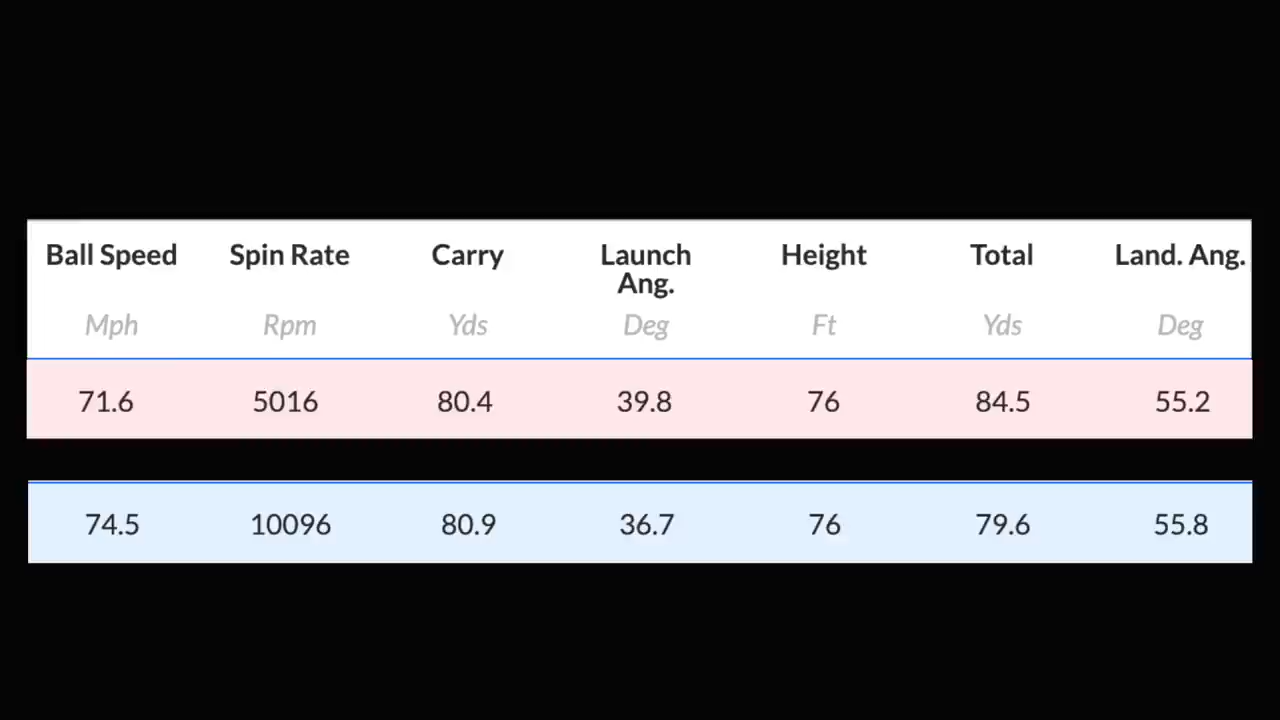 Ball Speed Spin Rate Carry Launch Ang. Height Total Land. Ang.
Mph Rpm Yds Deg Ft Yds Deg
71.6 5016 80.4 39.8 76 84.5 55.2
74.5 10096 80.9 36.7 76 79.6 55.8